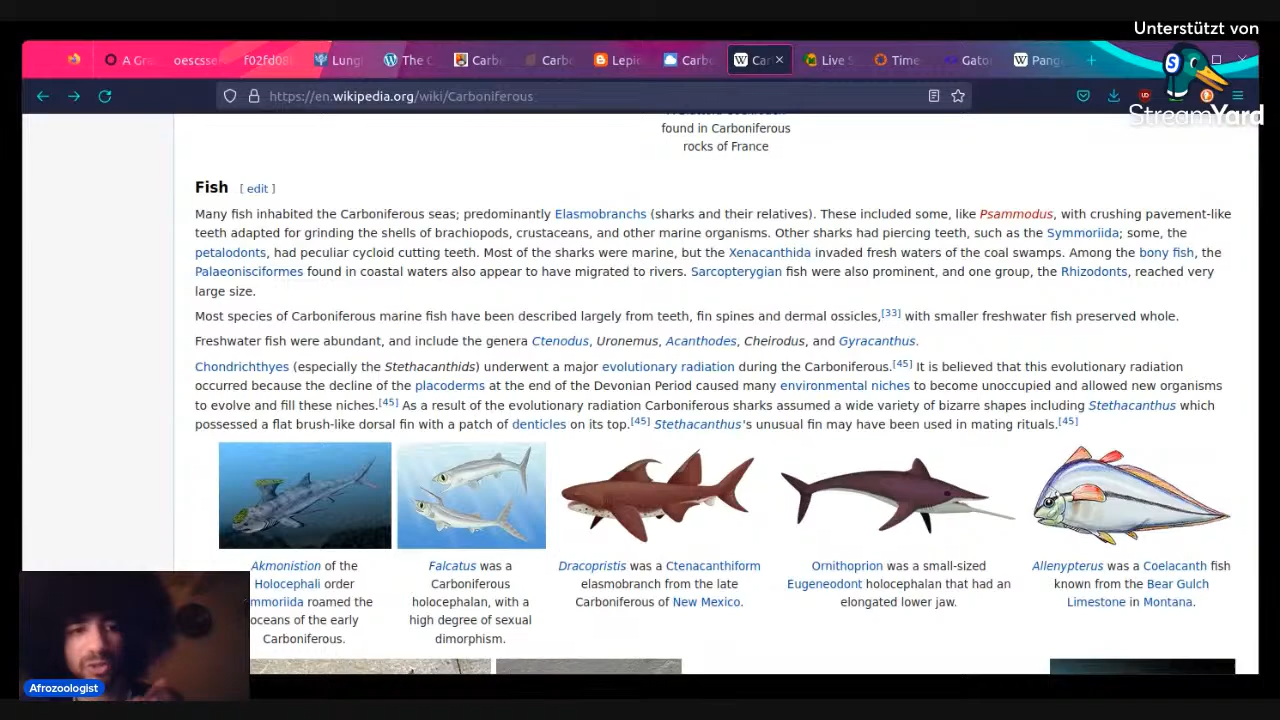 Unterstützt von
StreamYard
A Gra
oescsse
f02fd08
Lungi
The C
Carb
Carbo
Lepic
Carbo
Car
Live S
Time
Gato
Pang
https://en.wikipedia.org/wiki/Carboniferous
found in Carboniferous
rocks of France
Fish [ edit ]
Many fish inhabited the Carboniferous seas; predominantly Elasmobranchs (sharks and their relatives). These included some, like Psammodus, with crushing pavement-like
teeth adapted for grinding the shells of brachiopods, crustaceans, and other marine organisms. Other sharks had piercing teeth, such as the Symmoriida; some, the
petalodonts, had peculiar cycloid cutting teeth. Most of the sharks were marine, but the Xenacanthida invaded fresh waters of the coal swamps. Among the bony fish, the
Palaeonisciformes found in coastal waters also appear to have migrated to rivers. Sarcopterygian fish were also prominent, and one group, the Rhizodonts, reached very
large size.
Most species of Carboniferous marine fish have been described largely from teeth, fin spines and dermal ossicles,[33] with smaller freshwater fish preserved whole.
Freshwater fish were abundant, and include the genera Ctenodus, Uronemus, Acanthodes, Cheirodus, and Gyracanthus.
Chondrichthyes (especially the Stethacanthids) underwent a major evolutionary radiation during the Carboniferous.[45] It is believed that this evolutionary radiation
occurred because the decline of the placoderms at the end of the Devonian Period caused many environmental niches to become unoccupied and allowed new organisms
to evolve and fill these niches.[45] As a result of the evolutionary radiation Carboniferous sharks assumed a wide variety of bizarre shapes including Stethacanthus which
possessed a flat brush-like dorsal fin with a patch of denticles on its top.[45] Stethacanthus's unusual fin may have been used in mating rituals.[45]
Akmonistion of the
Holocephali order
mmoriida roamed the
oceans of the early
Carboniferous.
Falcatus was a
Carboniferous
holocephalan, with a
high degree of sexual
dimorphism.
Dracopristis was a Ctenacanthiform
elasmobranch from the late
Carboniferous of New Mexico.
Ornithoprion was a small-sized
Eugeneodont holocephalan that had an
elongated lower jaw.
Allenypterus was a Coelacanth fish
known from the Bear Gulch
Limestone in Montana.
Afrozoologist